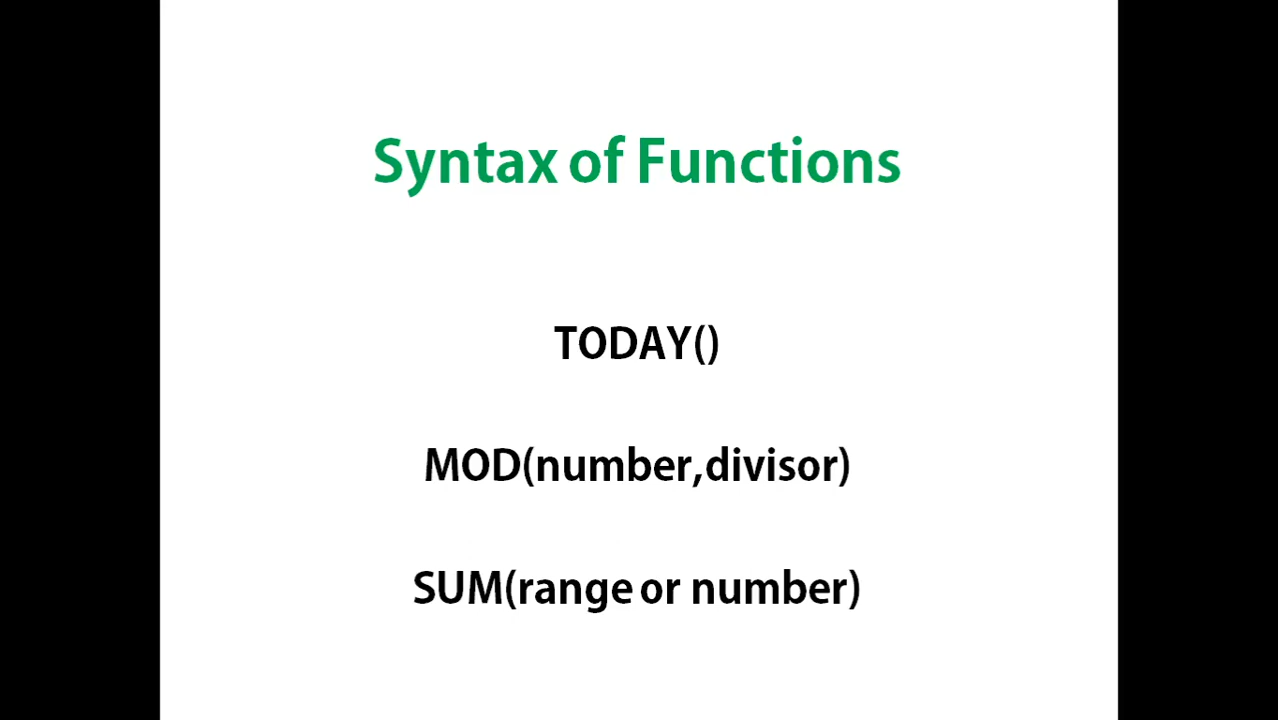 Syntax of Functions
TODAY()
MOD(number,divisor)
SUM(range or number)